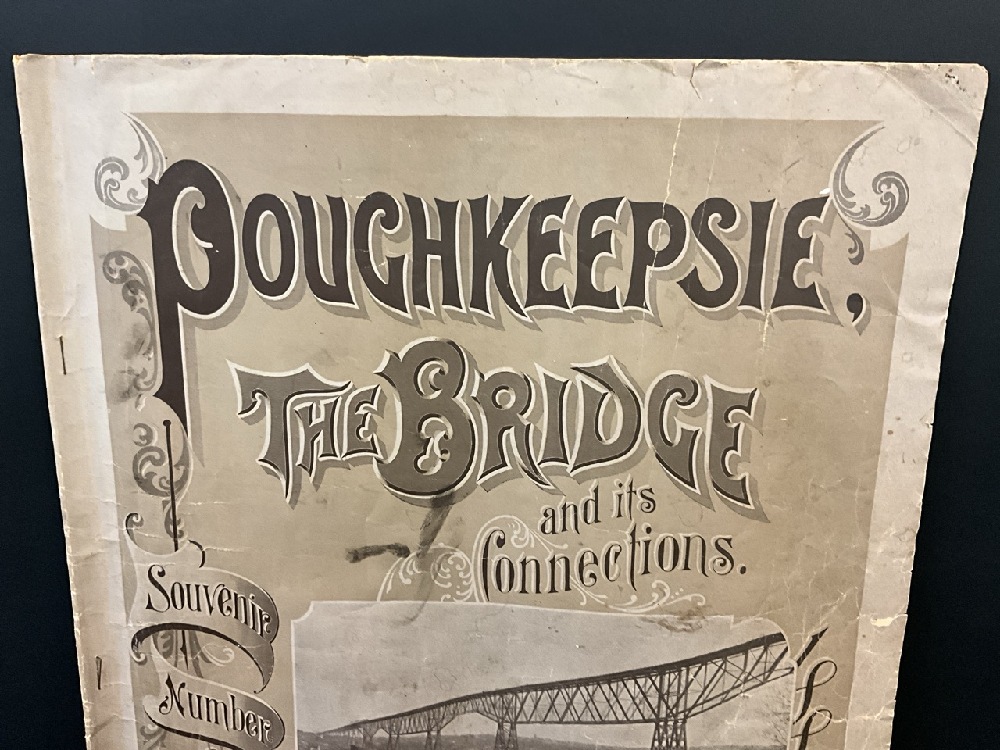 Poughkeepsie;
The Bridge
and its
Connections.
Souvenir
Number